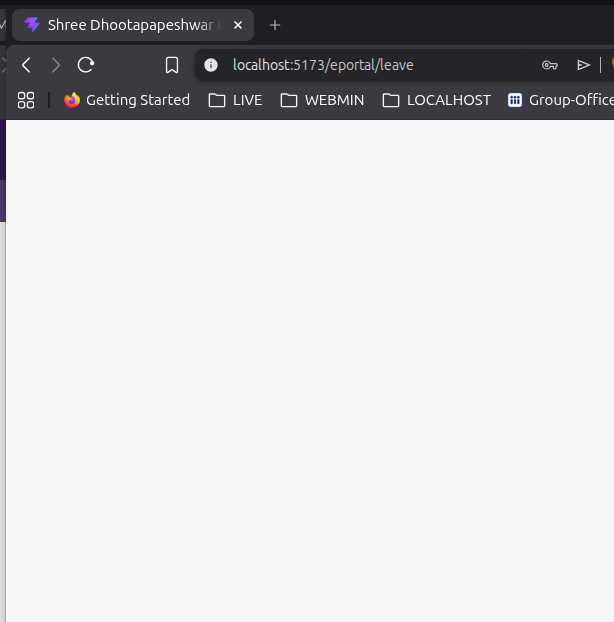 Shree Dhootapapeshwar
localhost:5173/eportal/leave
Getting Started LIVE WEBMIN LOCALHOST Group-Office